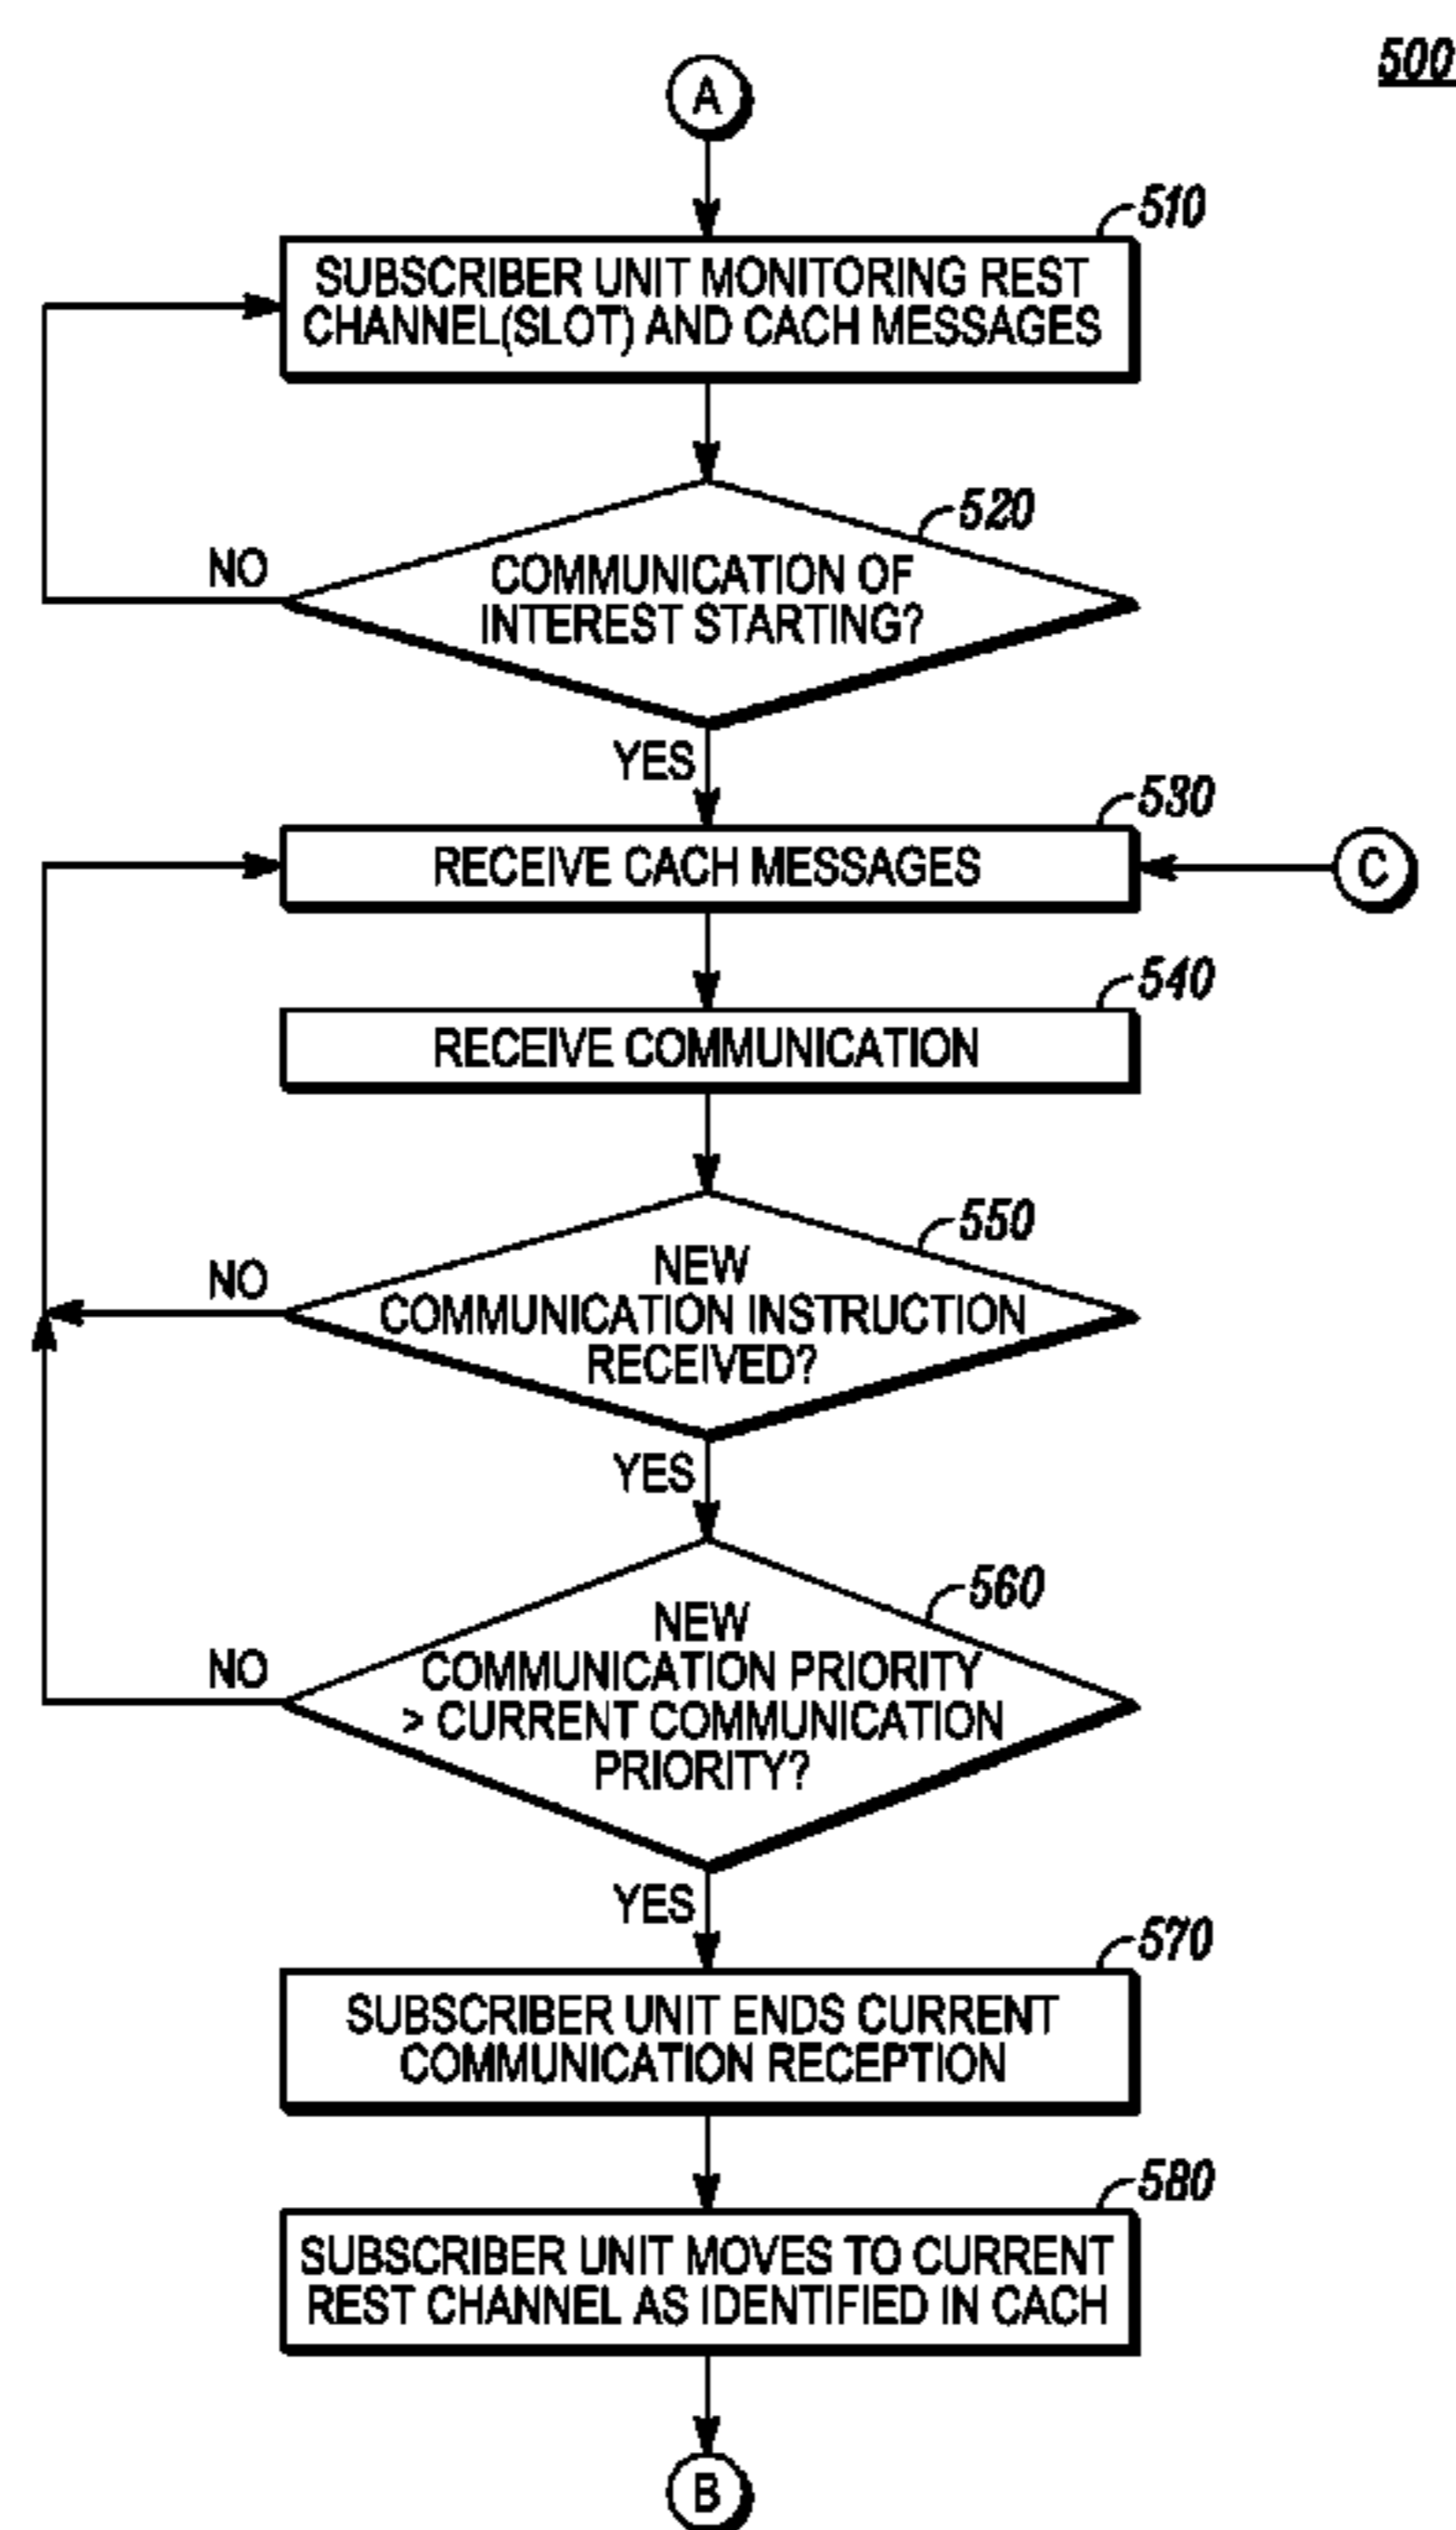 500
A
510
SUBSCRIBER UNIT MONITORING REST
CHANNEL(SLOT) AND CACH MESSAGES
520
NO
COMMUNICATION OF
INTEREST STARTING?
YES
530
RECEIVE CACH MESSAGES
C
540
RECEIVE COMMUNICATION
550
NO
NEW
COMMUNICATION INSTRUCTION
RECEIVED?
YES
560
NO
NEW
COMMUNICATION PRIORITY
> CURRENT COMMUNICATION
PRIORITY?
YES
570
SUBSCRIBER UNIT ENDS CURRENT
COMMUNICATION RECEPTION
580
SUBSCRIBER UNIT MOVES TO CURRENT
REST CHANNEL AS IDENTIFIED IN CACH
B